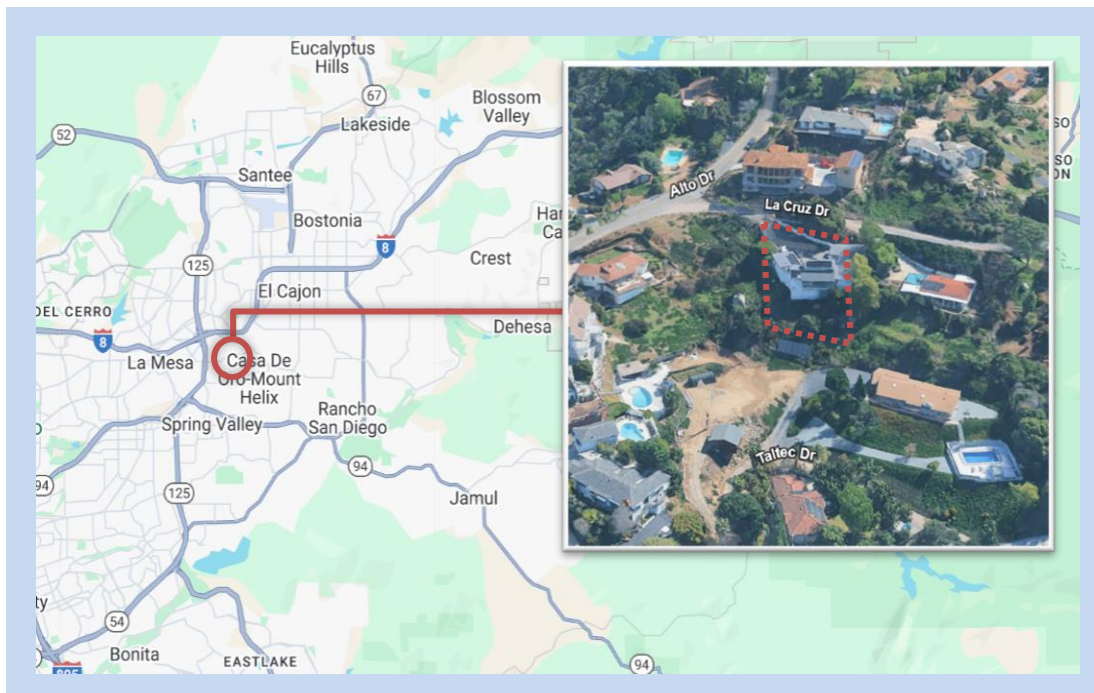 Eucalyptus
Hills
67
Blossom
Valley
Lakeside
52
Santee
Bostonia
8
125
Crest
El Cajon
DEL CERRO
8
La Mesa
Casa De
Oro-Mount
Helix
Dehesa
Rancho
San Diego
Spring Valley
94
94
125
Jamul
54
Bonita
EASTLAKE
94
Alto Dr
La Cruz Dr
Taltec Dr